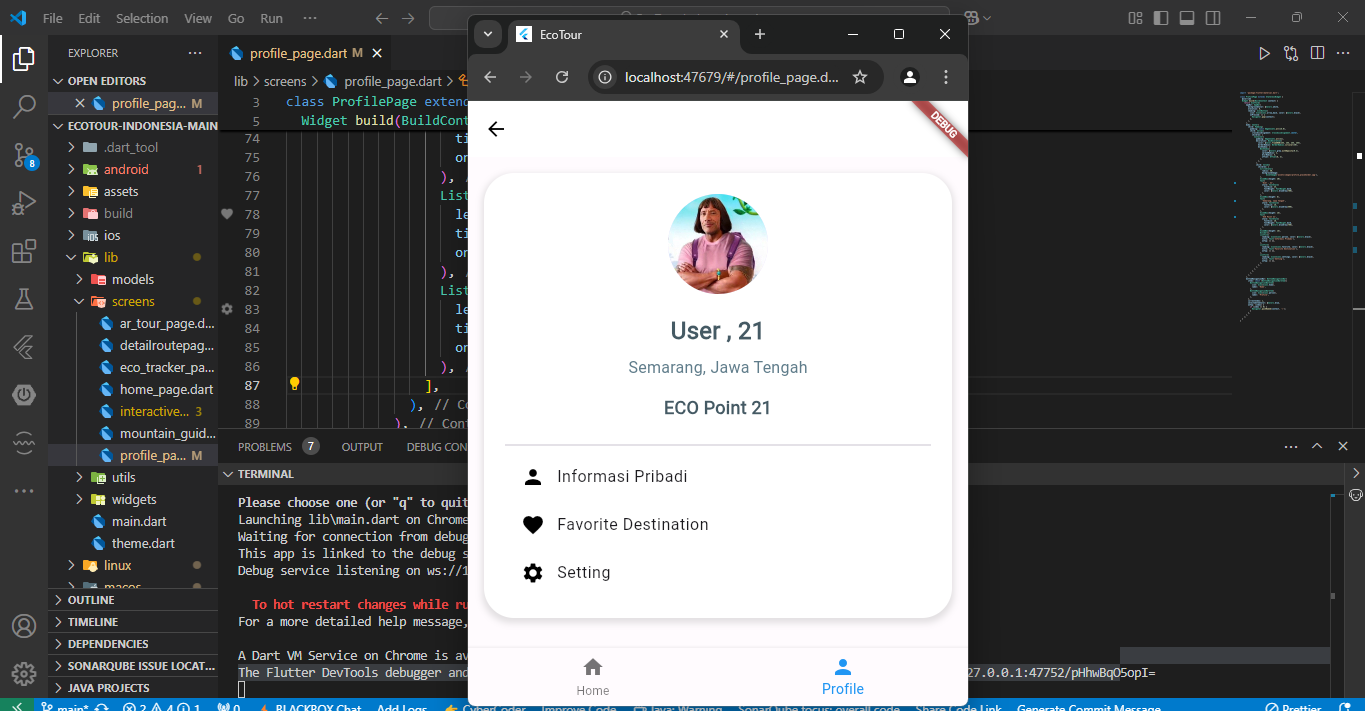 File Edit Selection View Go Run ···
EXPLORER
OPEN EDITORS
profile_pag... M
ECOTOUR-INDONESIA-MAIN
.dart_tool
android 1
assets
build
ios
lib
models
screens
ar_tour_page.d...
detailroutepag...
eco_tracker_pa...
home_page.dart
interactive... 3
mountain_guid...
profile_pa... M
utils
widgets
main.dart
theme.dart
linux
macos
OUTLINE
TIMELINE
DEPENDENCIES
SONARQUBE ISSUE LOCAT...
JAVA PROJECTS
8
profile_page.dart M
lib > screens > profile_page.dart >
3 class ProfilePage extend
5 Widget build(BuildCont
74 ti
75 on
76 ),
77 List
78 le
79 ti
80 on
81 ),
82 List
83 le
84 ti
85 on
86 ),
87 ],
88 ), // Co
89 ), // Con
PROBLEMS 7 OUTPUT DEBUG CON
TERMINAL
Please choose one (or "q" to quit
Launching lib\main.dart on Chrome
Waiting for connection from debug
This app is linked to the debug s
Debug service listening on ws://1
To hot restart changes while ru
For a more detailed help message,
A Dart VM Service on Chrome is av
The Flutter DevTools debugger and
27.0.0.1:47752/pHhwBqO5opI=
EcoTour
localhost:47679/#/profile_page.d...
DEBUG
User , 21
Semarang, Jawa Tengah
ECO Point 21
Informasi Pribadi
Favorite Destination
Setting
Home
Profile
main* 2 4 1 0 BLACKBOX Chat Add Logs CyberCoder Improve Code Java: Warning SonarQube focus: overall code Share Code Link Generate Commit Message Prettier